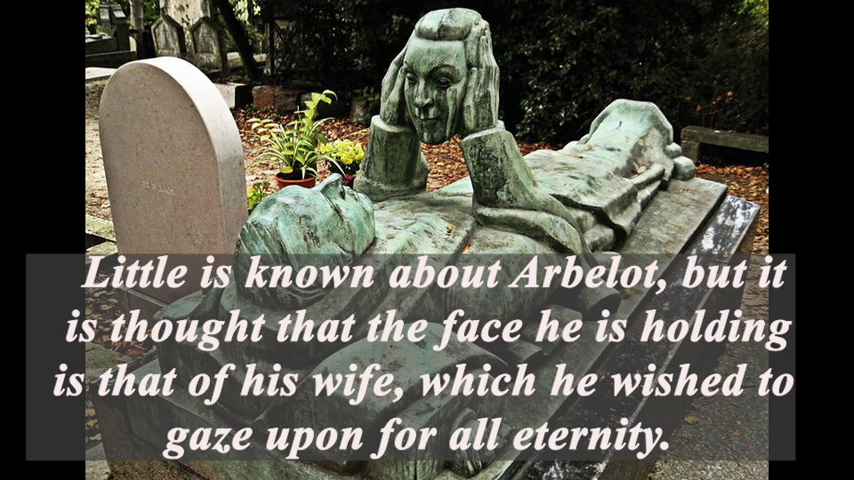 Little is known about Arbelot, but it
is thought that the face he is holding
is that of his wife, which he wished to
gaze upon for all eternity.